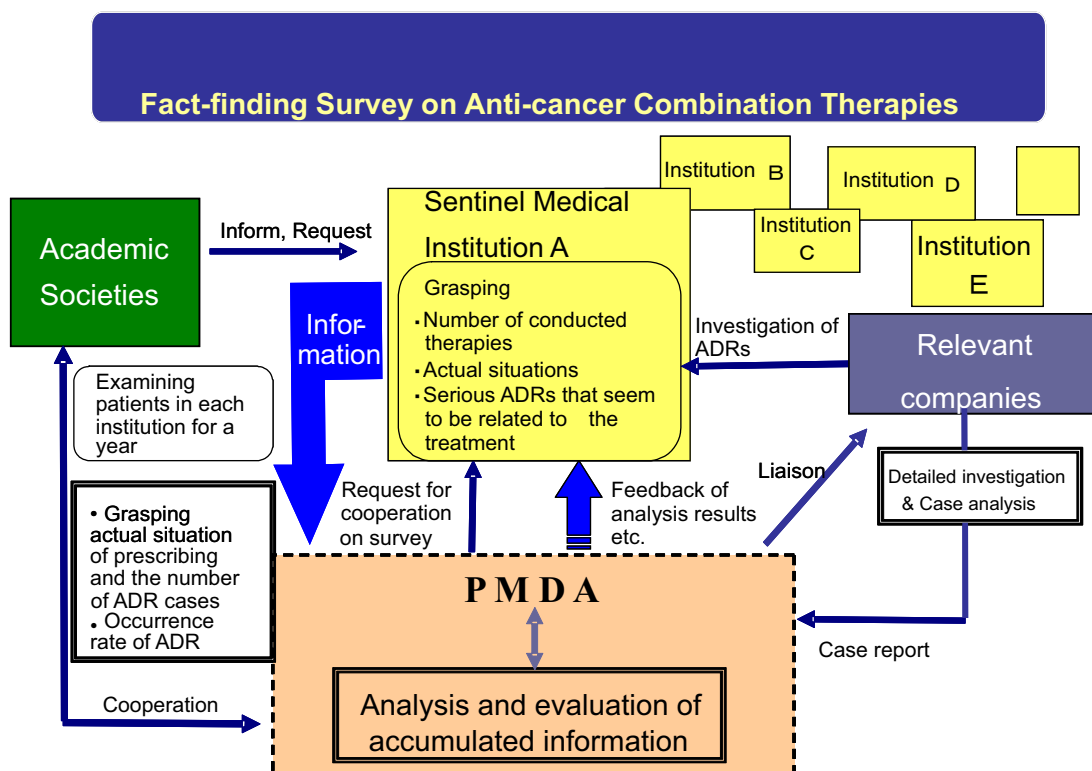 Fact-finding Survey on Anti-cancer Combination Therapies
Institution B
Institution D
Institution
C
Institution
E
Academic
Societies
Inform, Request
Sentinel Medical
Institution A
Grasping
・Number of conducted
therapies
・Actual situations
・Serious ADRs that seem
to be related to the
treatment
Infor-
mation
Investigation of
ADRs
Relevant
companies
Examining
patients in each
institution for a
year
Liaison
Detailed investigation
& Case analysis
• Grasping
actual situation
of prescribing
and the number
of ADR cases
• Occurrence
rate of ADR
Request for
cooperation
on survey
Feedback of
analysis results
etc.
P M D A
Case report
Cooperation
Analysis and evaluation of
accumulated information